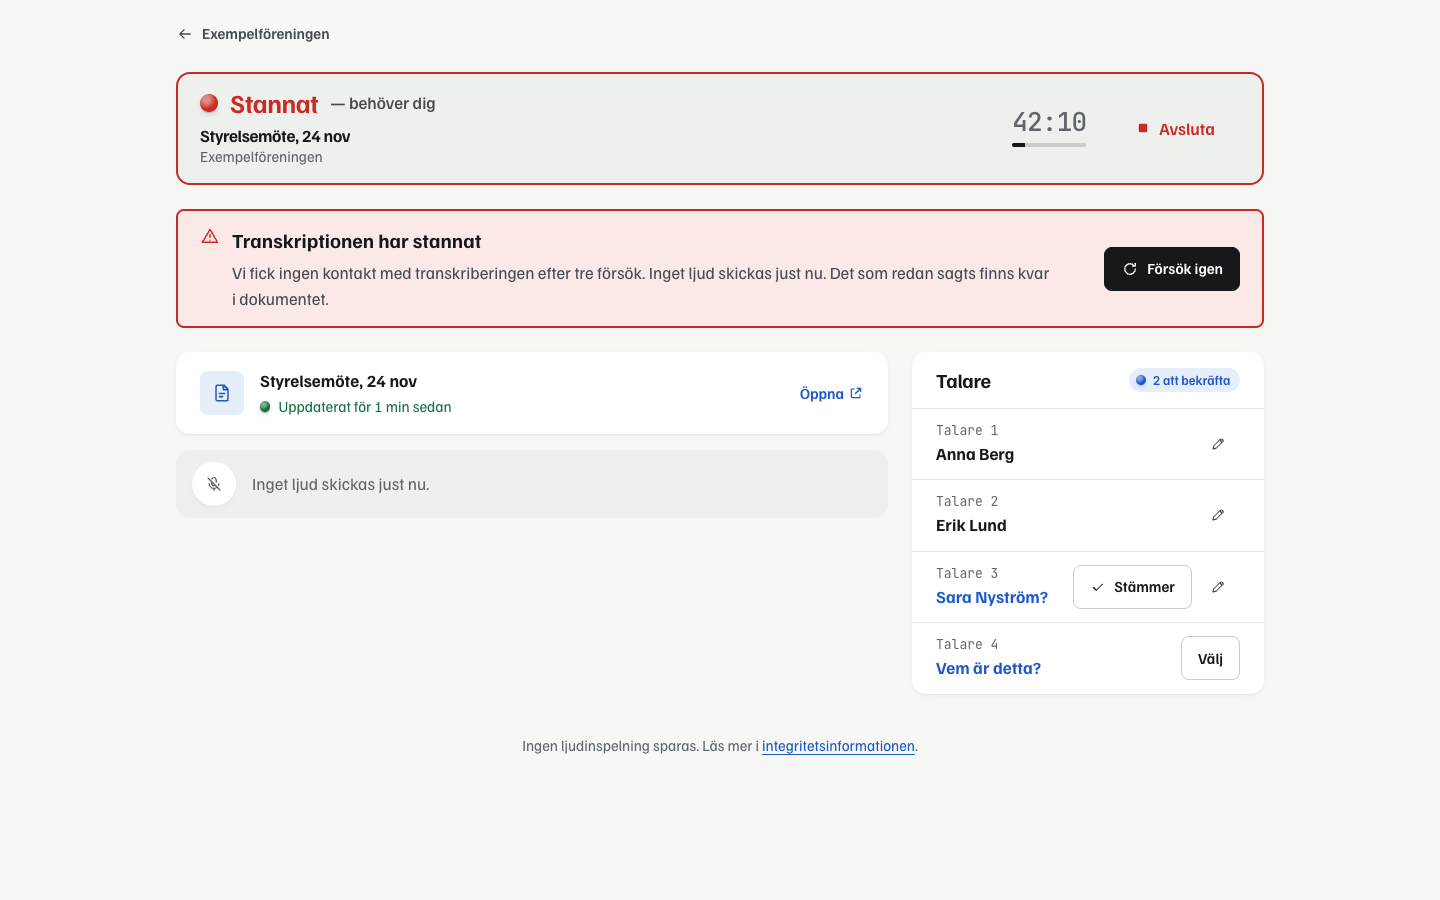 Exempelföreningen
Stannat — behöver dig
Styrelsemöte, 24 nov
Exempelföreningen
42:10
Avsluta
Transkriptionen har stannat
Vi fick ingen kontakt med transkriberingen efter tre försök. Inget ljud skickas just nu. Det som redan sagts finns kvar
i dokumentet.
Försök igen
Styrelsemöte, 24 nov
Uppdaterat för 1 min sedan
Öppna
Inget ljud skickas just nu.
Talare
2 att bekräfta
Talare 1
Anna Berg
Talare 2
Erik Lund
Talare 3
Sara Nyström?
Stämmer
Talare 4
Vem är detta?
Välj
Ingen ljudinspelning sparas. Läs mer i integritetsinformationen.